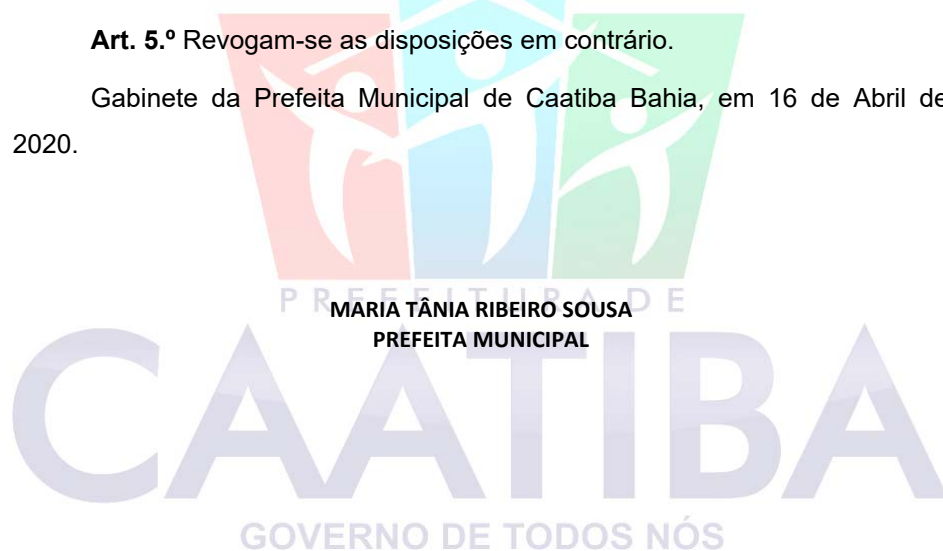 Art. 5.º Revogam-se as disposições em contrário.
Gabinete da Prefeita Municipal de Caatiba Bahia, em 16 de Abril de
2020.
PREFEITURA DE
MARIA TÂNIA RIBEIRO SOUSA
PREFEITA MUNICIPAL
CAATIBA
GOVERNO DE TODOS NÓS